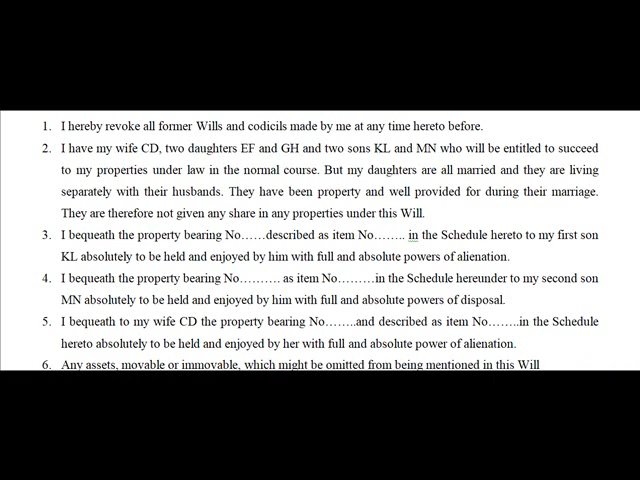 1. I hereby revoke all former Wills and codicils made by me at any time hereto before.
2. I have my wife CD, two daughters EF and GH and two sons KL and MN who will be entitled to succeed
to my properties under law in the normal course. But my daughters are all married and they are living
separately with their husbands. They have been property and well provided for during their marriage.
They are therefore not given any share in any properties under this Will.
3. I bequeath the property bearing No……described as item No…….. in the Schedule hereto to my first son
KL absolutely to be held and enjoyed by him with full and absolute powers of alienation.
4. I bequeath the property bearing No………. as item No………in the Schedule hereunder to my second son
MN absolutely to be held and enjoyed by him with full and absolute powers of disposal.
5. I bequeath to my wife CD the property bearing No……..and described as item No……..in the Schedule
hereto absolutely to be held and enjoyed by her with full and absolute power of alienation.
6. Any assets, movable or immovable, which might be omitted from being mentioned in this Will